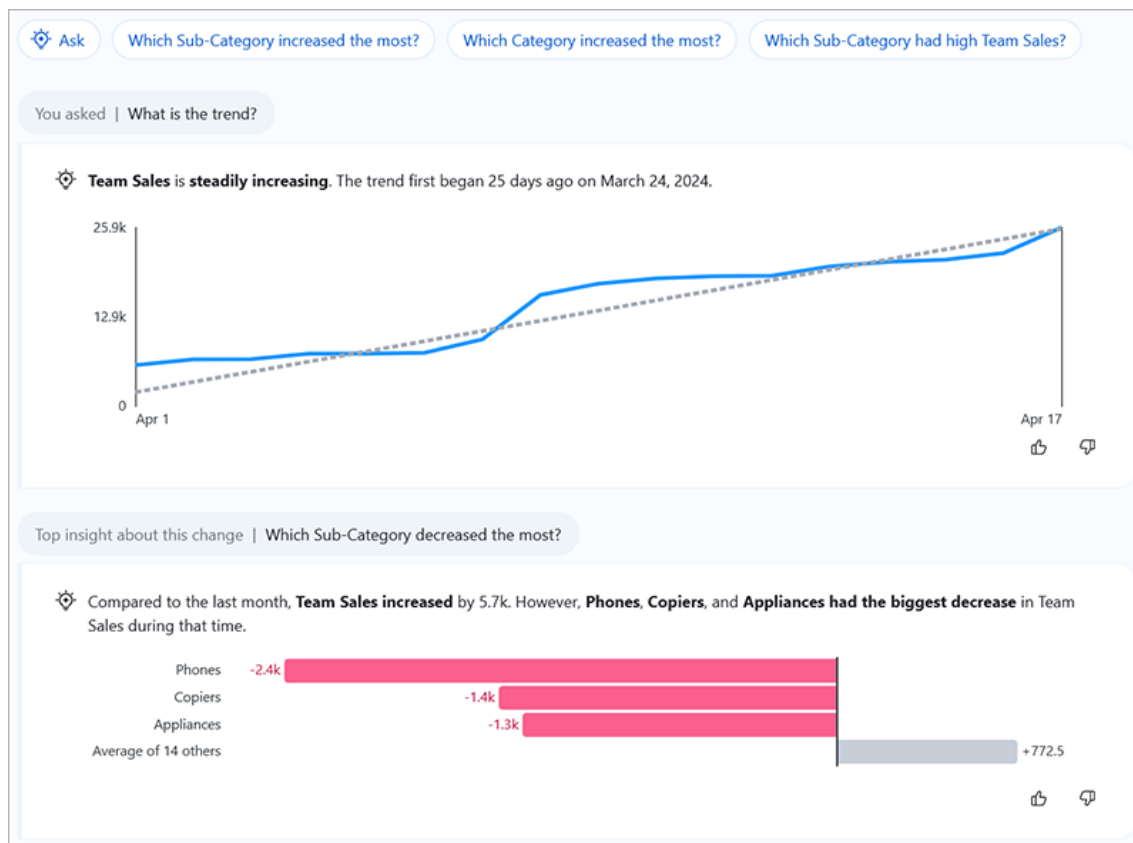 Ask
Which Sub-Category increased the most?
Which Category increased the most?
Which Sub-Category had high Team Sales?
You asked | What is the trend?
Team Sales is steadily increasing. The trend first began 25 days ago on March 24, 2024.
25.9k
12.9k
0
Apr 1
Apr 17
Top insight about this change | Which Sub-Category decreased the most?
Compared to the last month, Team Sales increased by 5.7k. However, Phones, Copiers, and Appliances had the biggest decrease in Team
Sales during that time.
Phones -2.4k
Copiers -1.4k
Appliances -1.3k
Average of 14 others +772.5